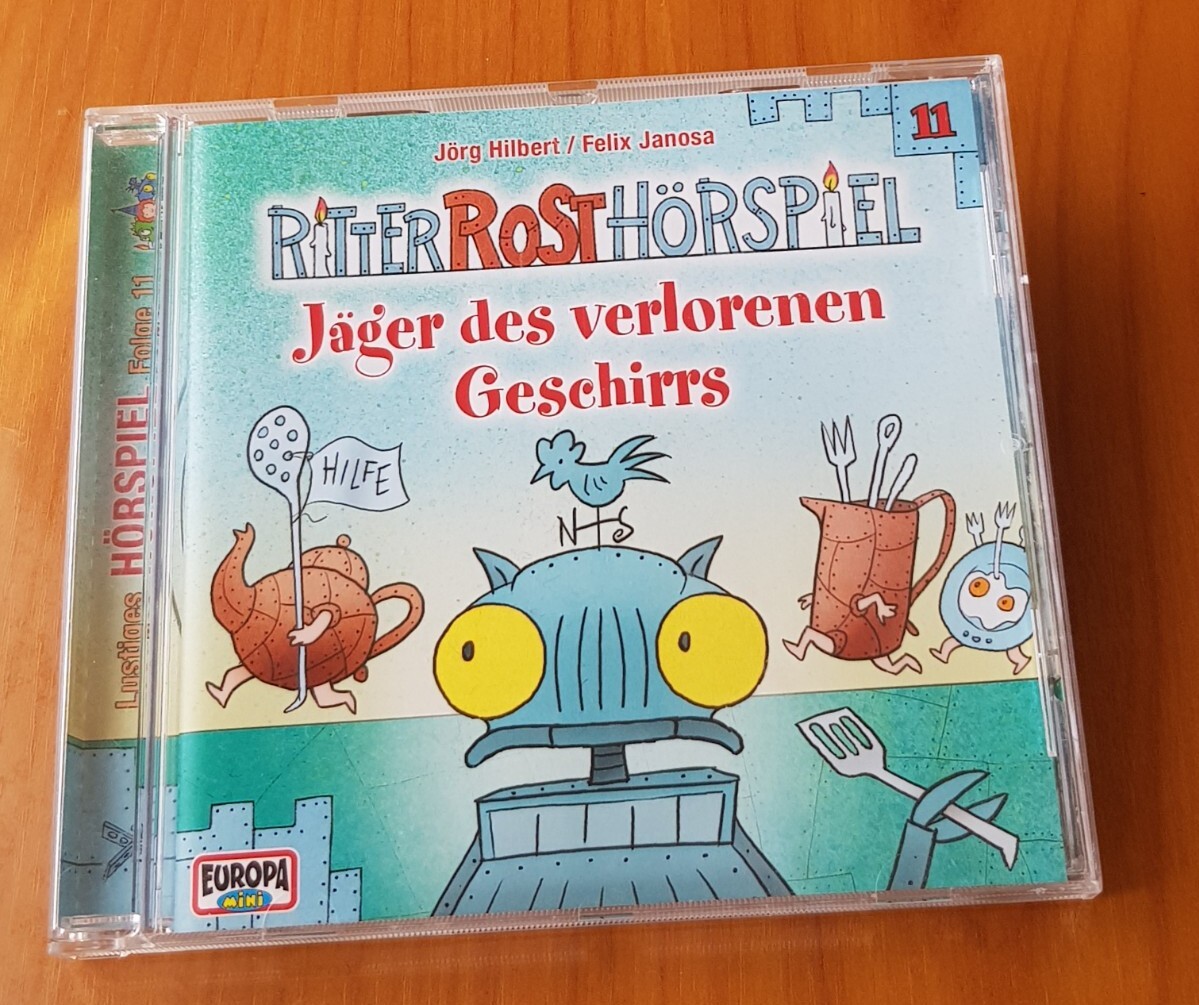 Jörg Hilbert / Felix Janosa
11
RITTER ROST HÖRSPIEL
Jäger des verlorenen
Geschirrs
HILFE
N S
EUROPA
MINI
Lustiges HÖRSPIEL Folge 11